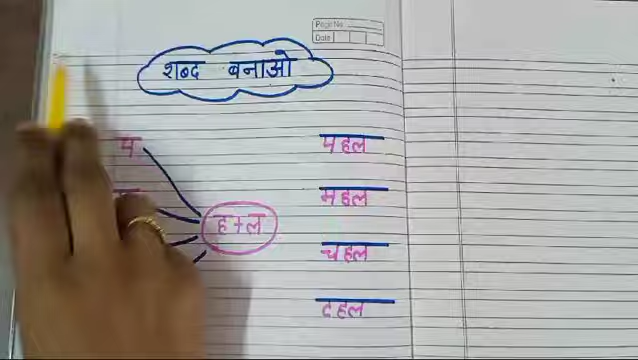 Page No.
Date
शब्द बनाओ
प
ह+ल
पहल
महल
चहल
टहल